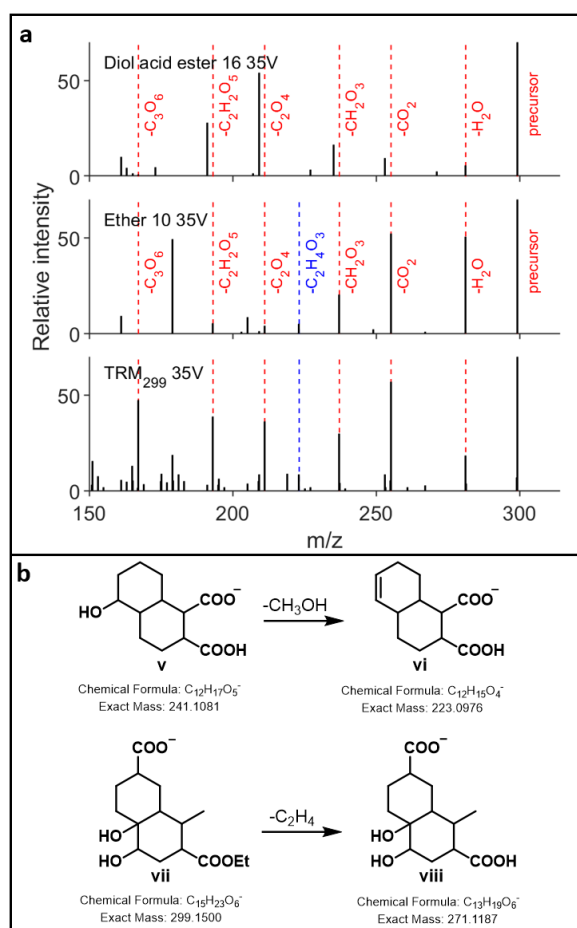 a
Diol acid ester 16 35V
50
0
-C3O6
-C2H2O5
-C2O4
-CH2O3
-CO2
-H2O
precursor
Ether 10 35V
50
0
-C3O6
-C2H2O5
-C2O4
-C2H4O3
-CH2O3
-CO2
-H2O
precursor
TRM299 35V
50
0
Relative intensity
150 200 250 300
m/z
b
HO
COO-
COOH
v
-CH3OH
COO-
COOH
vi
Chemical Formula: C12H17O5-
Exact Mass: 241.1081
Chemical Formula: C12H15O4-
Exact Mass: 223.0976
COO-
HO
HO
COOEt
vii
-C2H4
COO-
HO
HO
COOH
viii
Chemical Formula: C15H23O6-
Exact Mass: 299.1500
Chemical Formula: C13H19O6-
Exact Mass: 271.1187